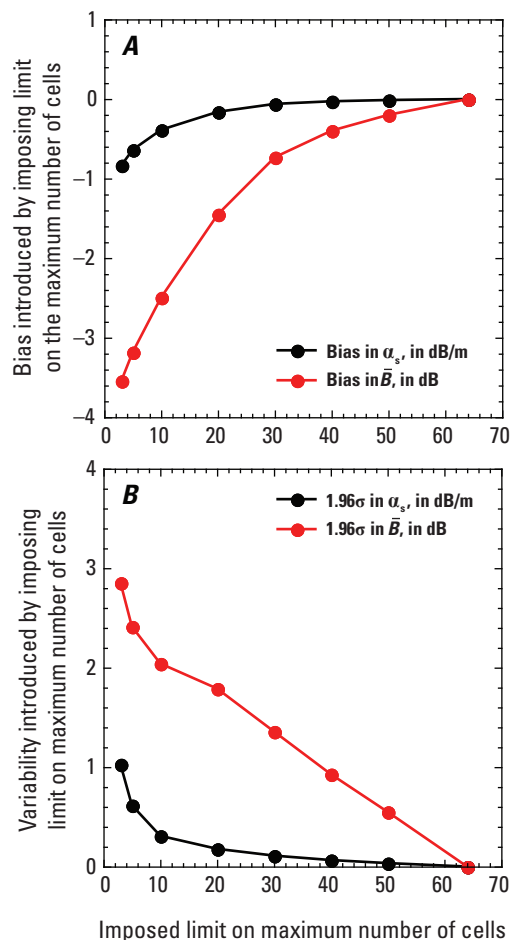 A
Bias introduced by imposing limit
on the maximum number of cells
1
0
–1
–2
–3
–4
Bias in αs, in dB/m
Bias in B̄, in dB
0 10 20 30 40 50 60 70
B
Variability introduced by imposing
limit on maximum number of cells
4
3
2
1
0
1.96σ in αs, in dB/m
1.96σ in B̄, in dB
0 10 20 30 40 50 60 70
Imposed limit on maximum number of cells